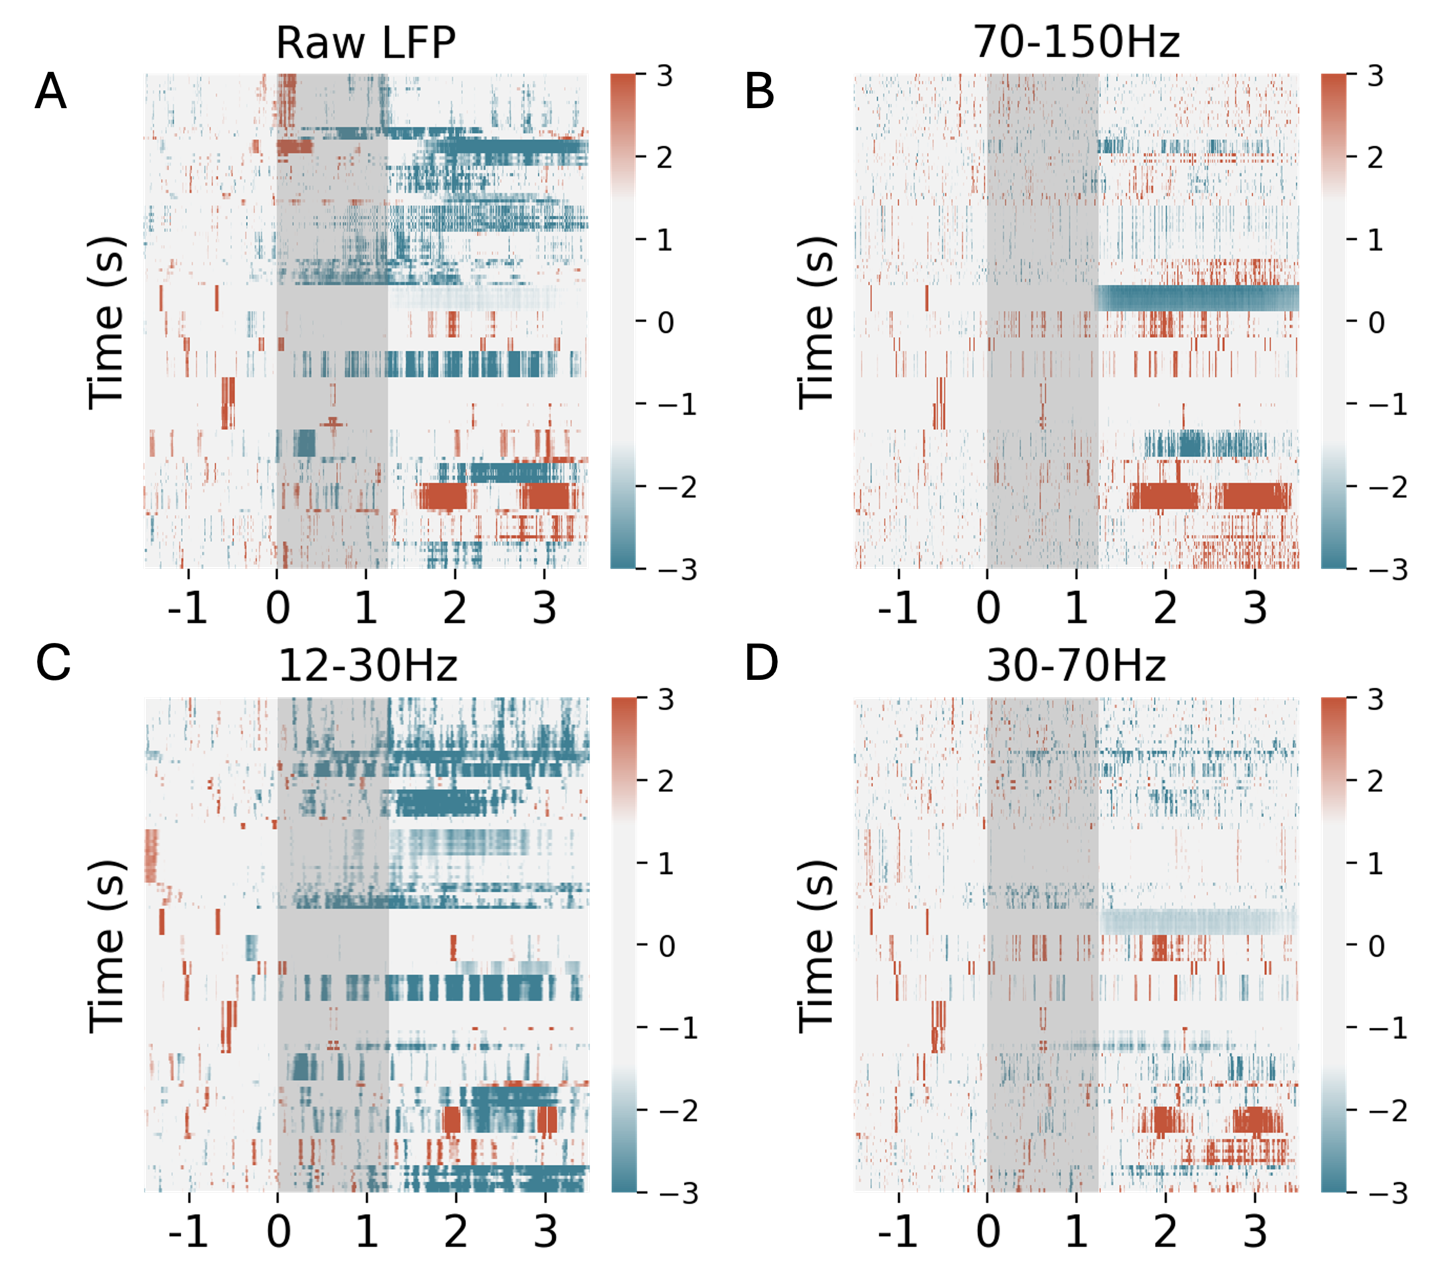 Raw LFP
70-150Hz
A
B
3
2
1
0
−1
−2
−3
3
2
1
0
−1
−2
−3
Time (s)
Time (s)
-1 0 1 2 3
-1 0 1 2 3
C
12-30Hz
D
30-70Hz
3
2
1
0
−1
−2
−3
3
2
1
0
−1
−2
−3
Time (s)
Time (s)
-1 0 1 2 3
-1 0 1 2 3